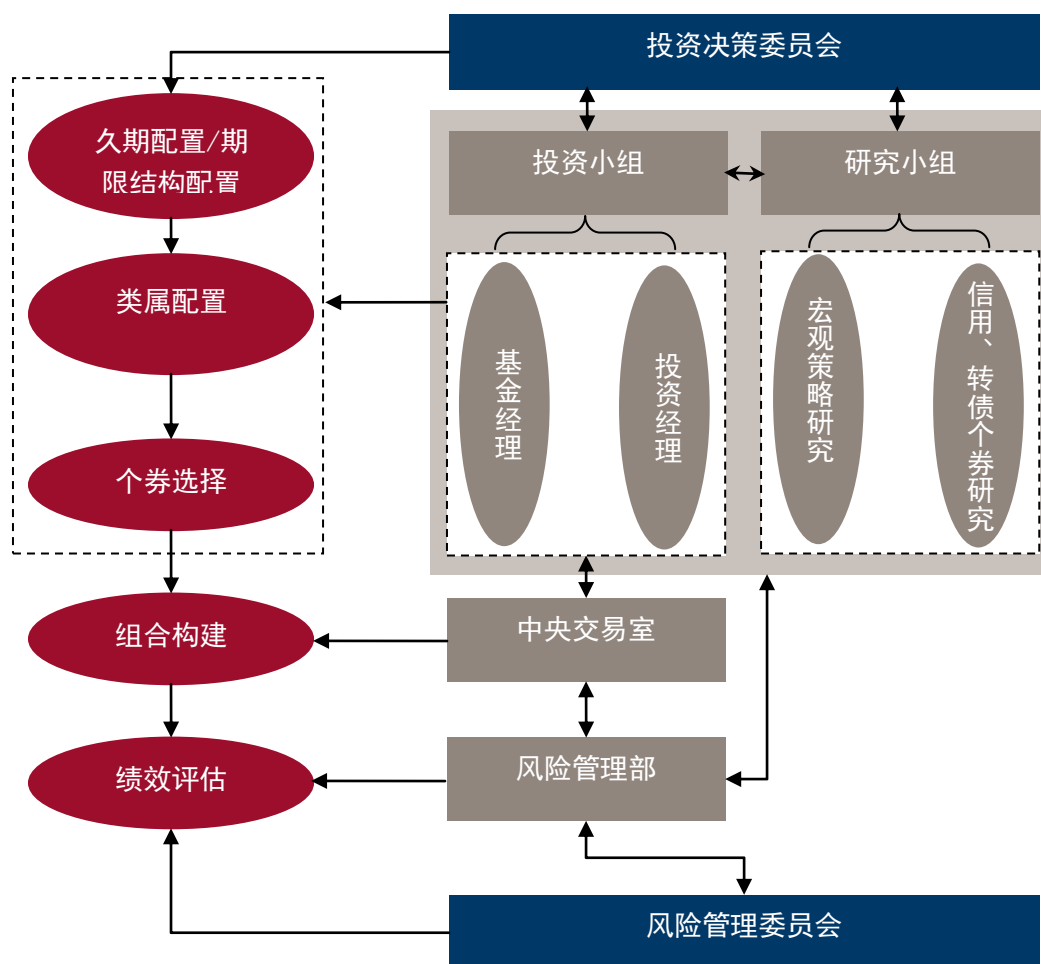 投资决策委员会
久期配置/期
限结构配置
投资小组
研究小组
类属配置
基金经理
投资经理
宏观策略研究
信用、转债个券研究
个券选择
组合构建
中央交易室
绩效评估
风险管理部
风险管理委员会